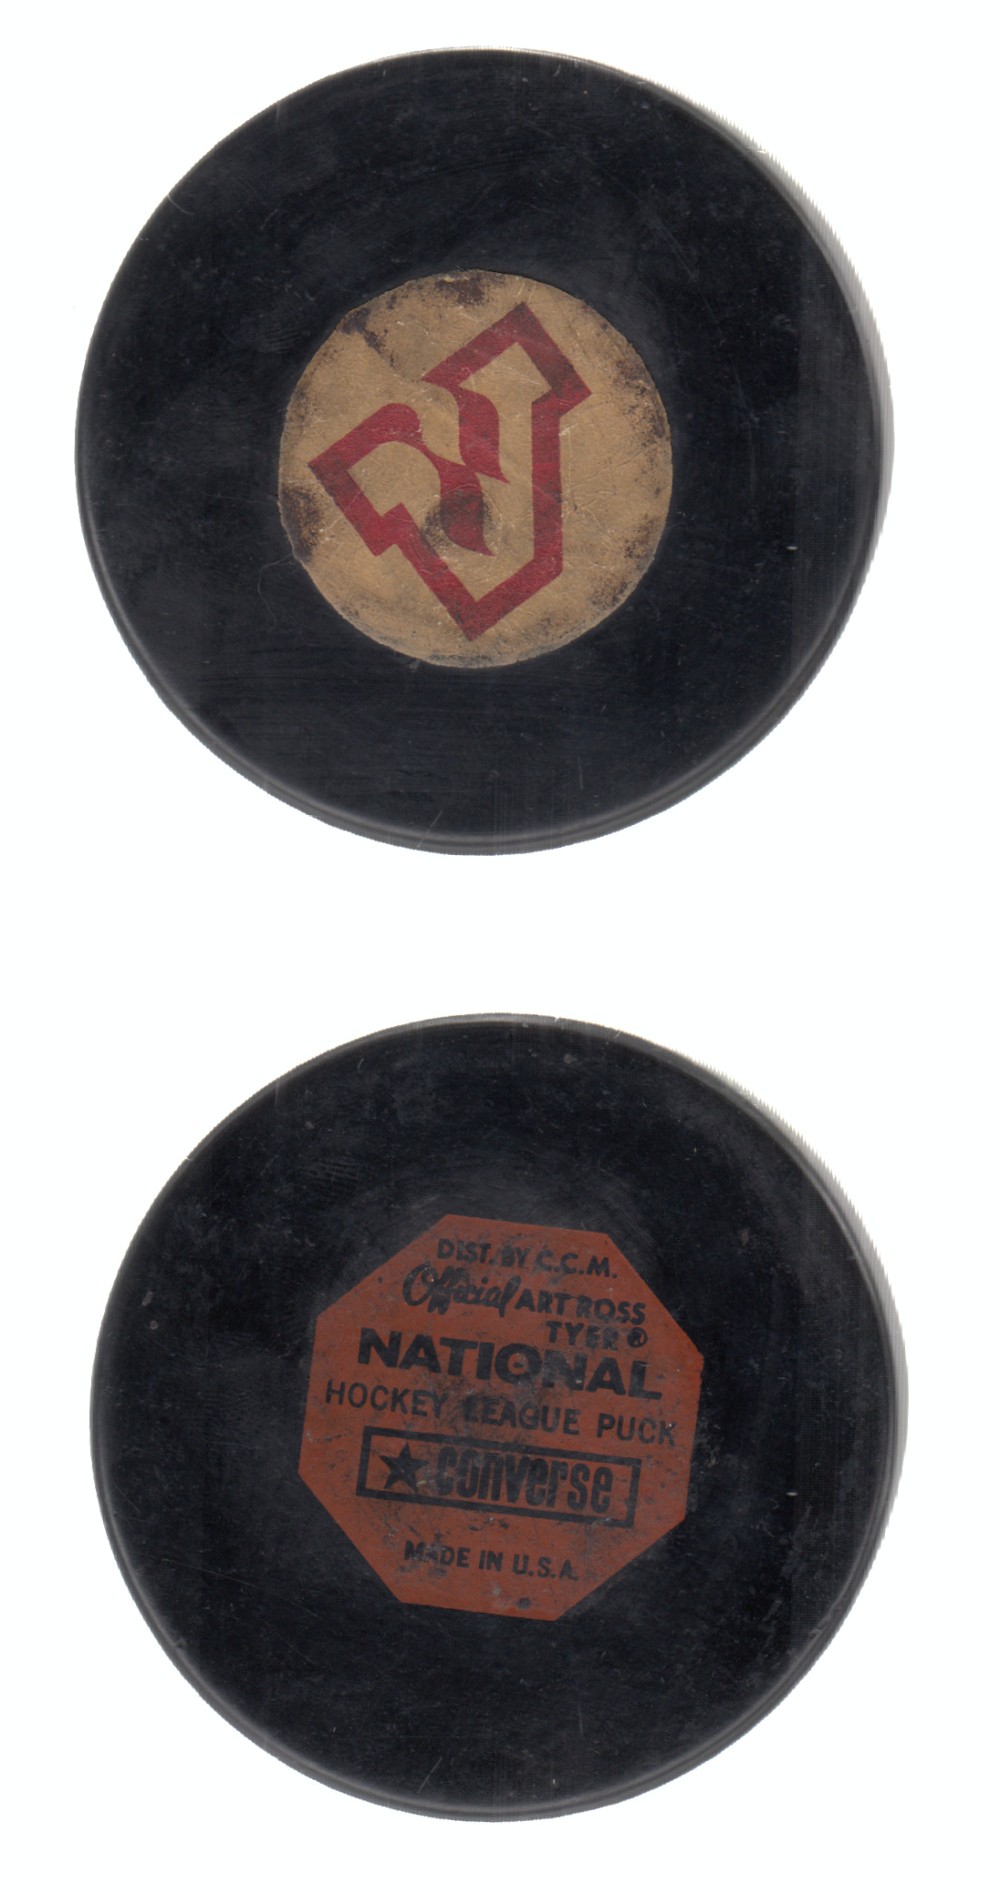 DIST. BY C.C.M.
Official ART ROSS
TYER ®
NATIONAL
HOCKEY LEAGUE PUCK
★ converse
MADE IN U.S.A.